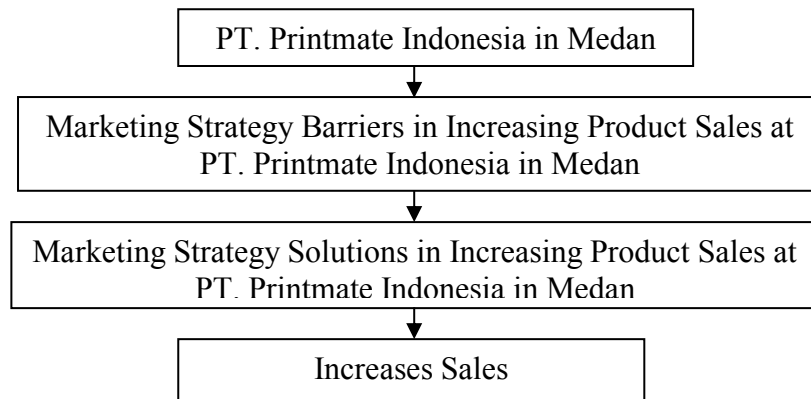 PT. Printmate Indonesia in Medan
Marketing Strategy Barriers in Increasing Product Sales at
PT. Printmate Indonesia in Medan
Marketing Strategy Solutions in Increasing Product Sales at
PT. Printmate Indonesia in Medan
Increases Sales